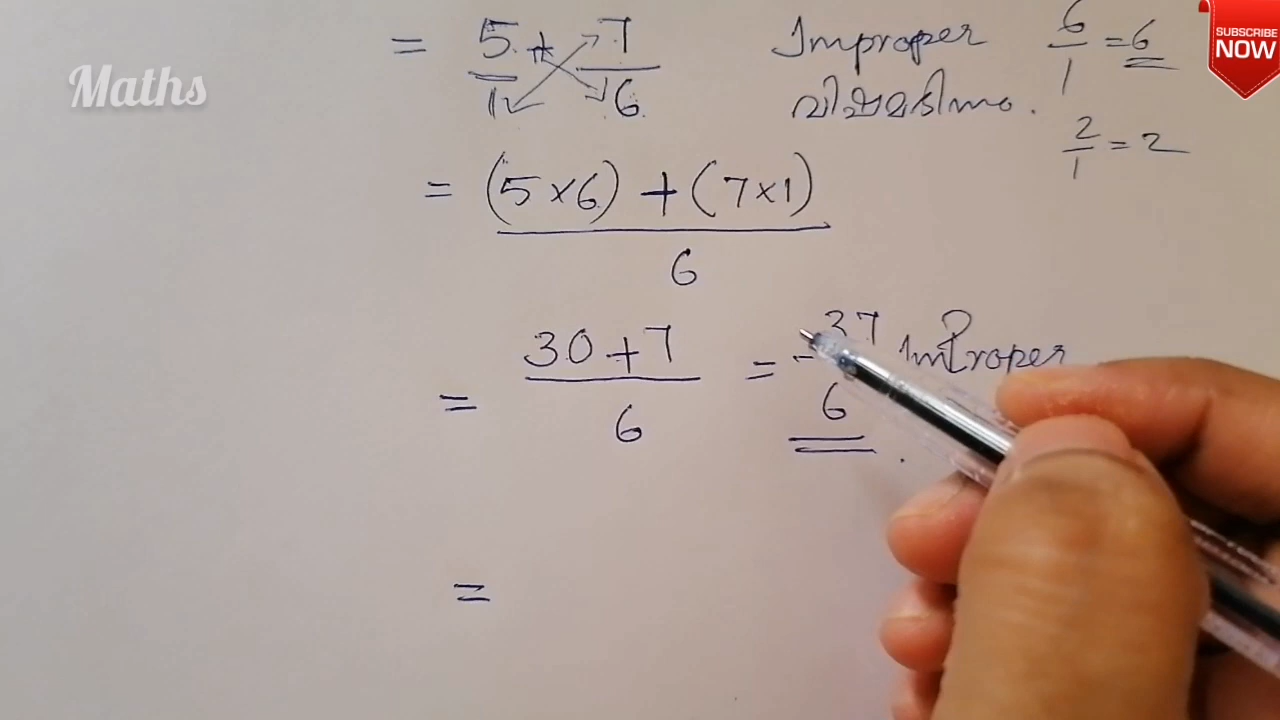 Maths
SUBSCRIBE
NOW
= 5/1 + 7/6
Improper
വിഷമഭിന്നം.
6/1 = 6
2/1 = 2
= (5×6) + (7×1)
6
= 30+7/6 = 37/6 Improper
=